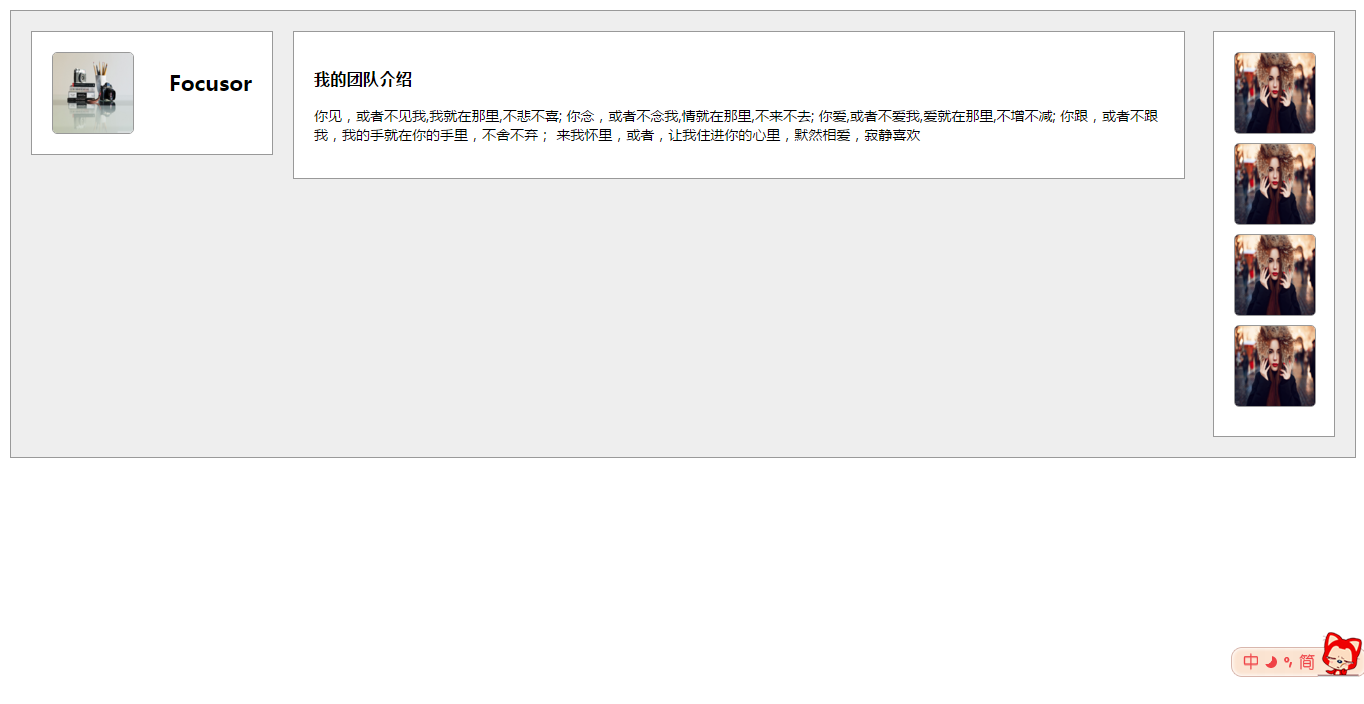 Focusor
我的团队介绍
你见，或者不见我,我就在那里,不悲不喜; 你念，或者不念我,情就在那里,不来不去; 你爱,或者不爱我,爱就在那里,不增不减; 你跟，或者不跟
我，我的手就在你的手里，不舍不弃； 来我怀里，或者，让我住进你的心里，默然相爱，寂静喜欢
中 简